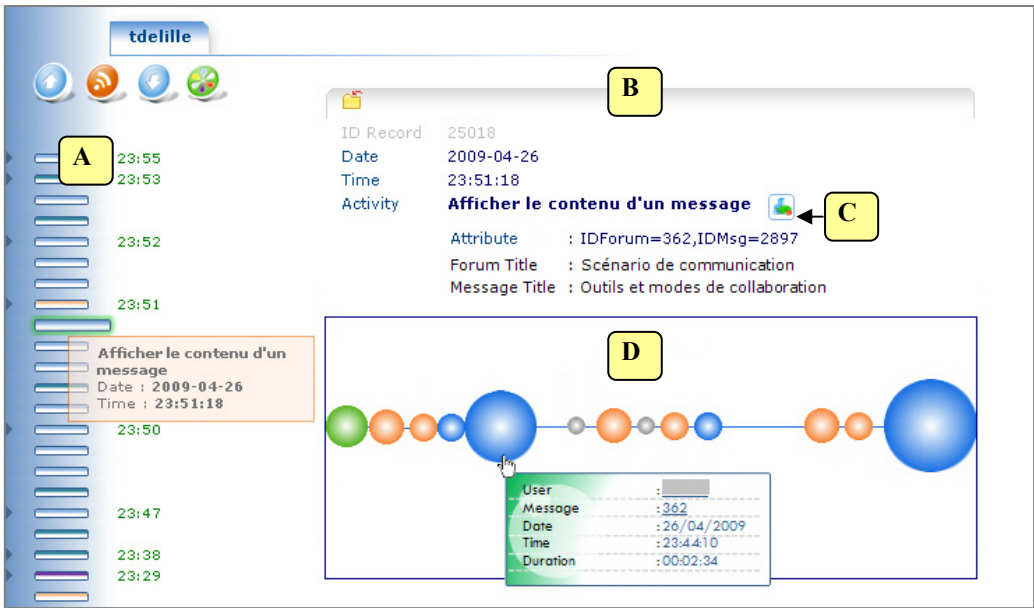 tdelille
A
23:55
23:53
23:52
23:51
Afficher le contenu d'un
message
Date : 2009-04-26
Time : 23:51:18
23:50
23:47
23:38
23:29
B
ID Record 25018
Date 2009-04-26
Time 23:51:18
Activity Afficher le contenu d'un message
C
Attribute : IDForum=362,IDMsg=2897
Forum Title : Scénario de communication
Message Title : Outils et modes de collaboration
D
User :
Message :362
Date :26/04/2009
Time :23:44:10
Duration :00:02:34